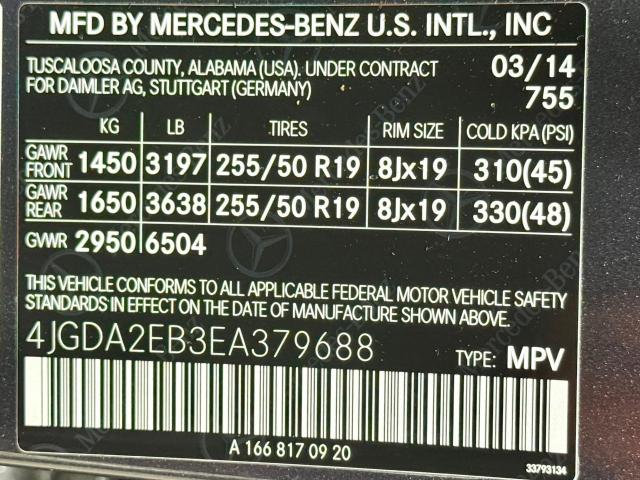 MFD BY MERCEDES-BENZ U.S. INTL., INC
TUSCALOOSA COUNTY, ALABAMA (USA). UNDER CONTRACT 03/14
FOR DAIMLER AG, STUTTGART (GERMANY) 755
KG LB TIRES RIM SIZE COLD KPA (PSI)
GAWR FRONT 1450 3197 255/50 R19 8Jx19 310(45)
GAWR REAR 1650 3638 255/50 R19 8Jx19 330(48)
GVWR 2950 6504
THIS VEHICLE CONFORMS TO ALL APPLICABLE FEDERAL MOTOR VEHICLE SAFETY
STANDARDS IN EFFECT ON THE DATE OF MANUFACTURE SHOWN ABOVE.
4JGDA2EB3EA379688 TYPE: MPV
A 166 817 09 20
33793134